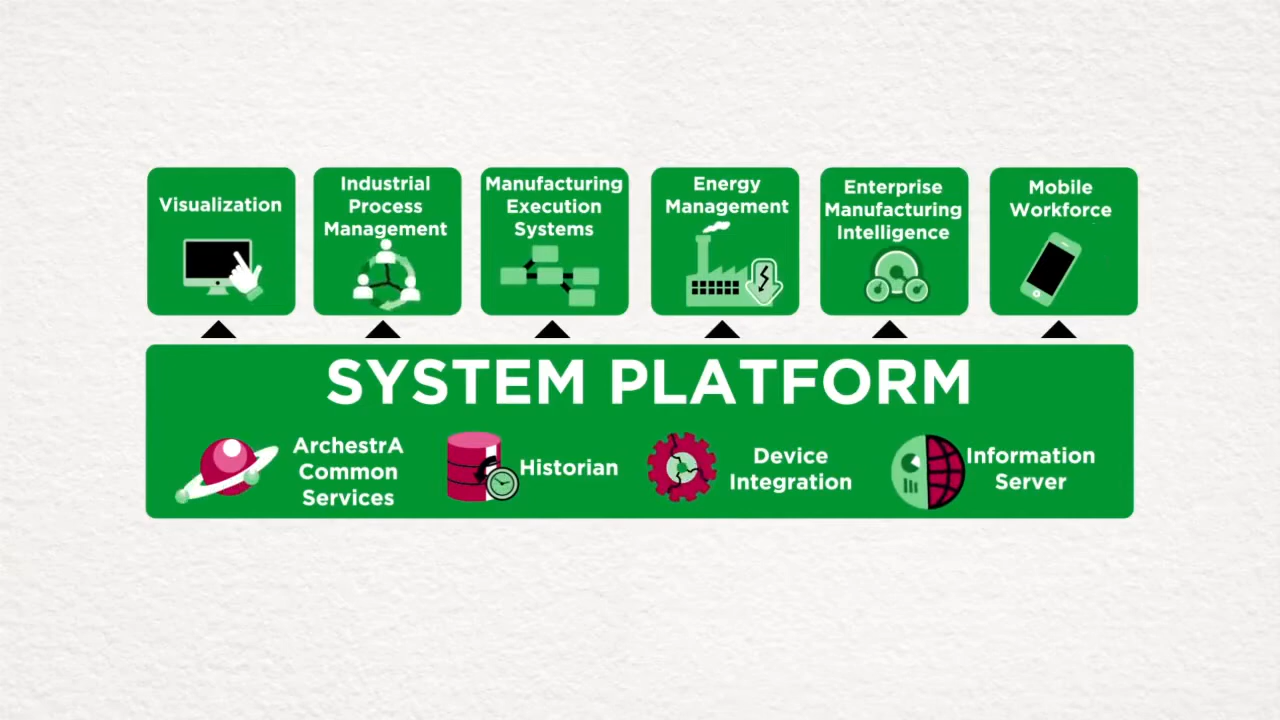 Visualization
Industrial
Process
Management
Manufacturing
Execution
Systems
Energy
Management
Enterprise
Manufacturing
Intelligence
Mobile
Workforce
SYSTEM PLATFORM
ArchestrA
Common
Services
Historian
Device
Integration
Information
Server